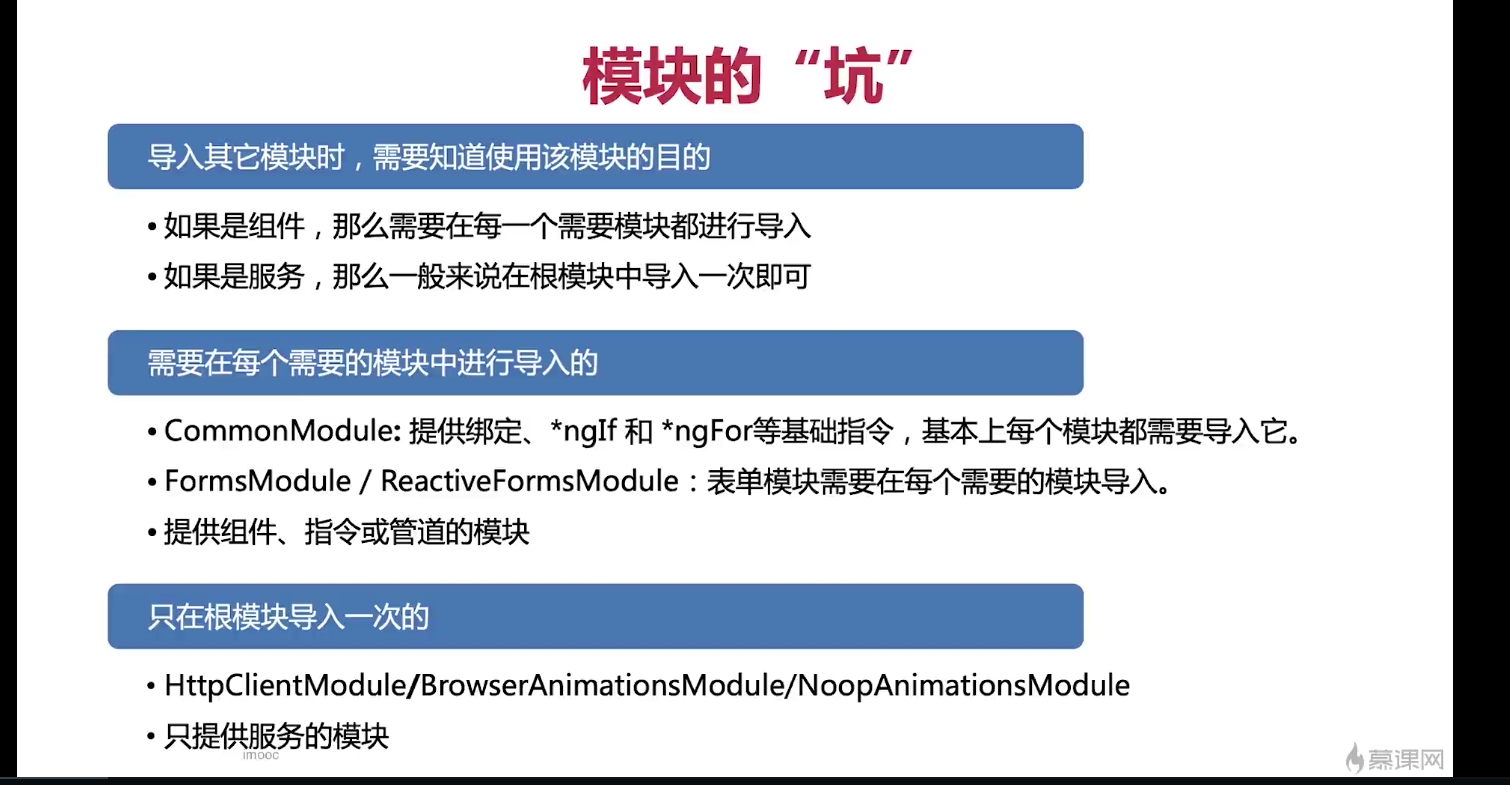 模块的“坑”
导入其它模块时，需要知道使用该模块的目的
• 如果是组件，那么需要在每一个需要模块都进行导入
• 如果是服务，那么一般来说在根模块中导入一次即可
需要在每个需要的模块中进行导入的
• CommonModule: 提供绑定、*ngIf 和 *ngFor等基础指令，基本上每个模块都需要导入它。
• FormsModule / ReactiveFormsModule：表单模块需要在每个需要的模块导入。
• 提供组件、指令或管道的模块
只在根模块导入一次的
• HttpClientModule/BrowserAnimationsModule/NoopAnimationsModule
• 只提供服务的模块
imooc
慕课网